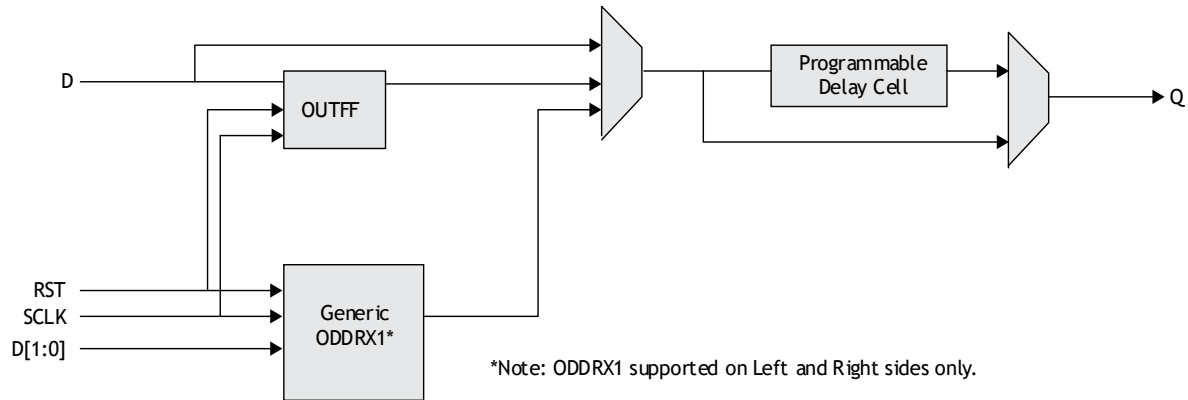 D
OUTFF
Programmable
Delay Cell
Q
RST
SCLK
D[1:0]
Generic
ODDRX1*
*Note: ODDRX1 supported on Left and Right sides only.